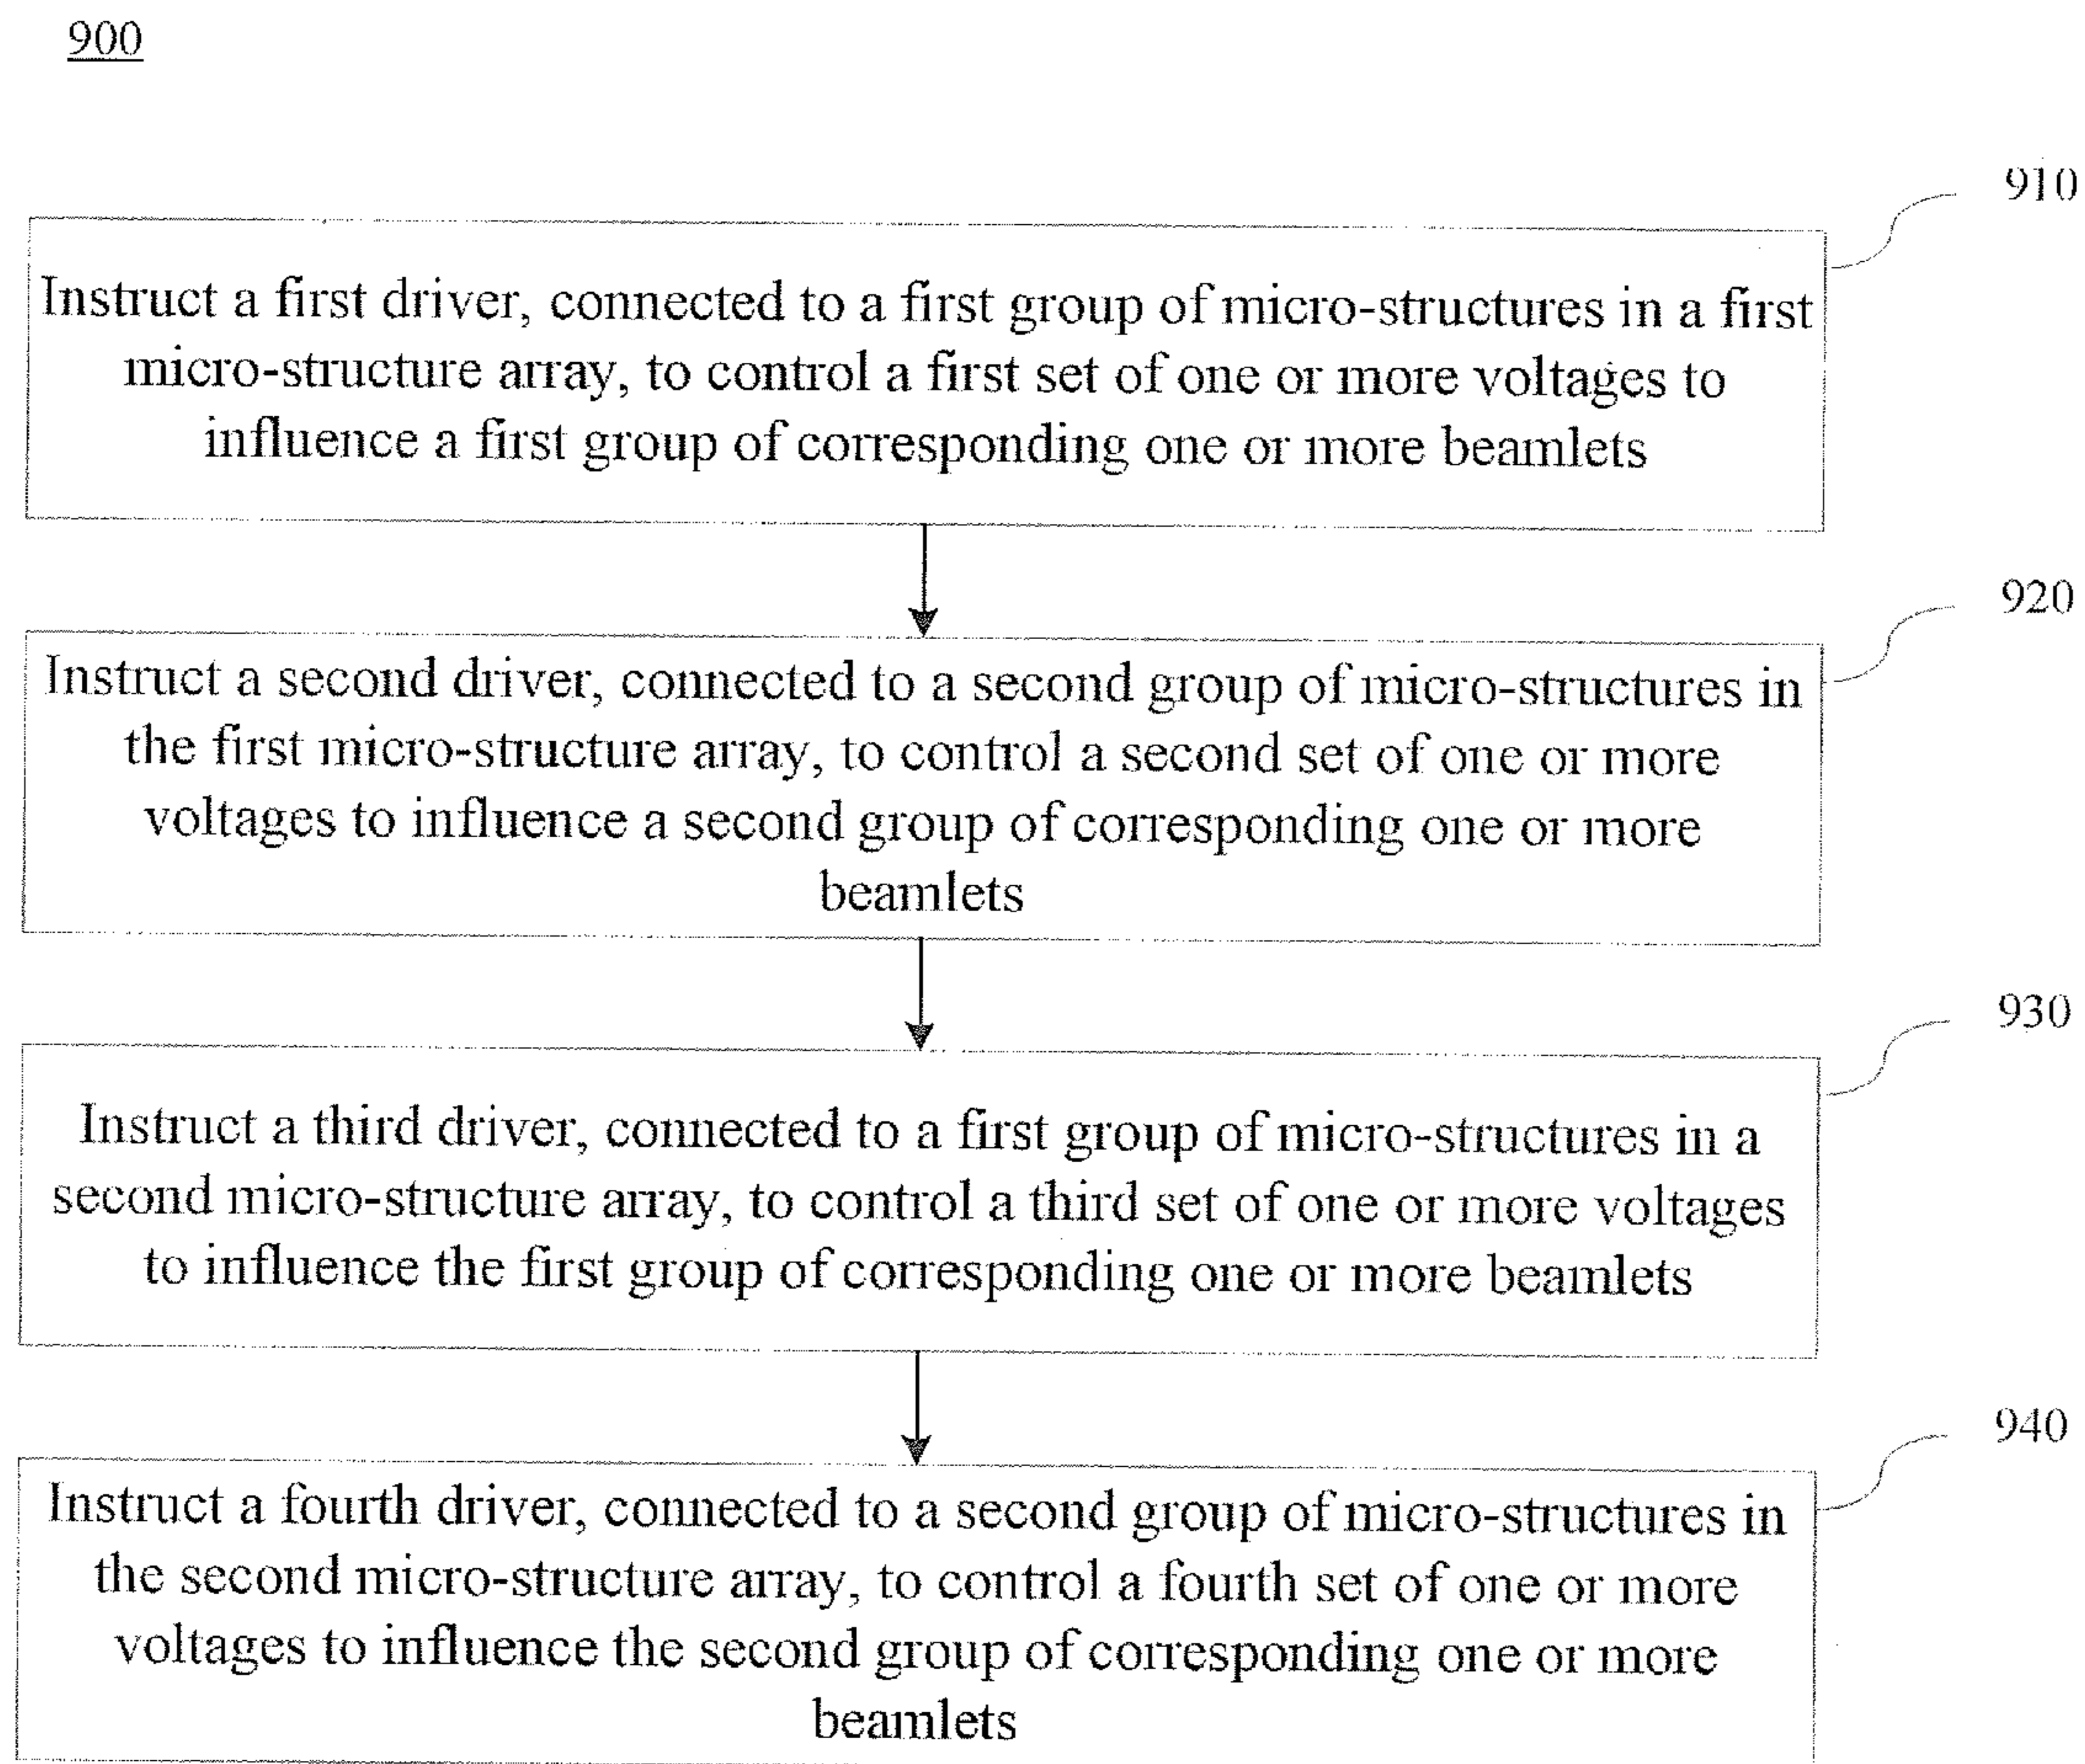 900
910
Instruct a first driver, connected to a first group of micro-structures in a first
micro-structure array, to control a first set of one or more voltages to
influence a first group of corresponding one or more beamlets
920
Instruct a second driver, connected to a second group of micro-structures in
the first micro-structure array, to control a second set of one or more
voltages to influence a second group of corresponding one or more
beamlets
930
Instruct a third driver, connected to a first group of micro-structures in a
second micro-structure array, to control a third set of one or more voltages
to influence the first group of corresponding one or more beamlets
940
Instruct a fourth driver, connected to a second group of micro-structures in
the second micro-structure array, to control a fourth set of one or more
voltages to influence the second group of corresponding one or more
beamlets